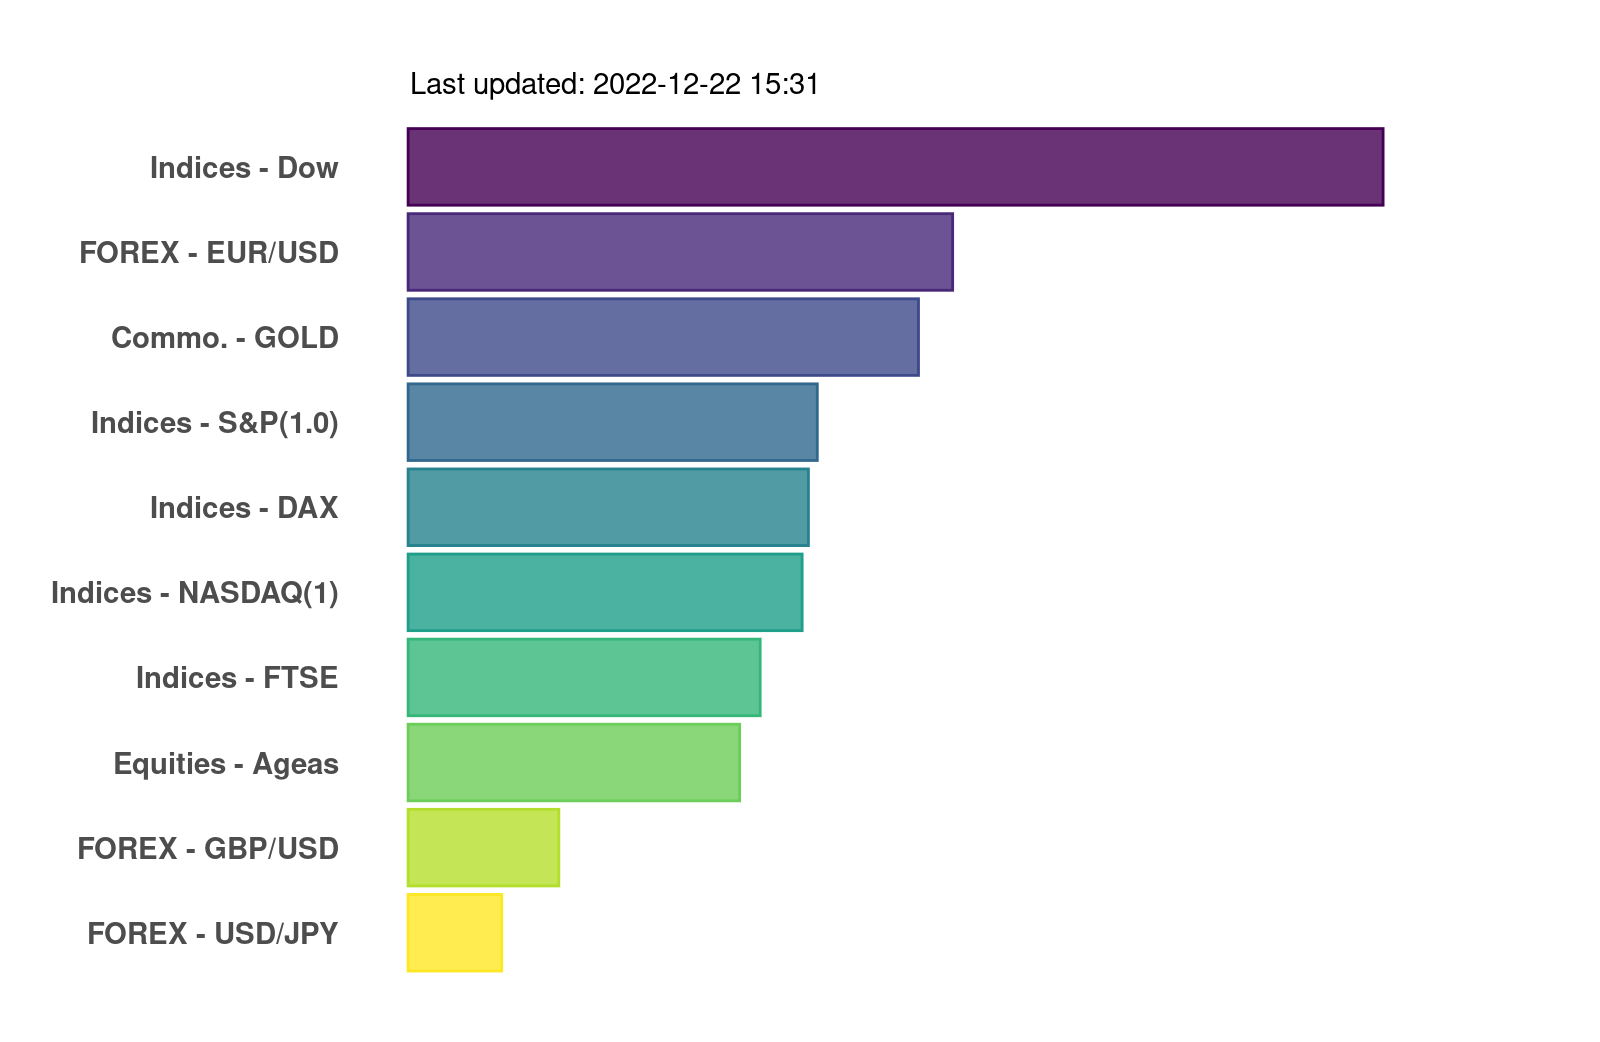 Last updated: 2022-12-22 15:31
Indices - Dow
FOREX - EUR/USD
Commo. - GOLD
Indices - S&P(1.0)
Indices - DAX
Indices - NASDAQ(1)
Indices - FTSE
Equities - Ageas
FOREX - GBP/USD
FOREX - USD/JPY